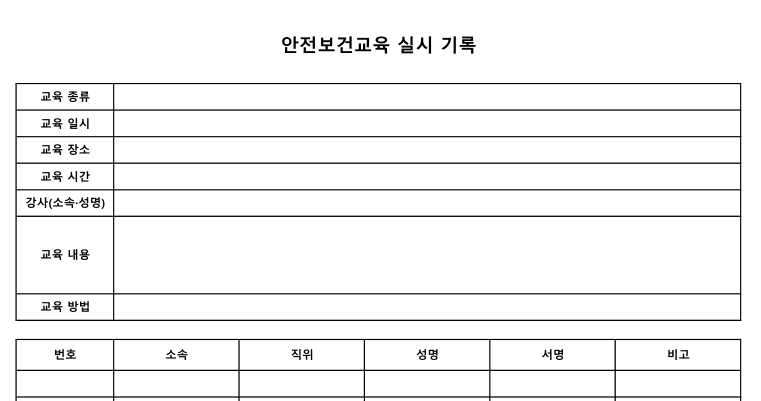 안전보건교육 실시 기록
교육 종류
교육 일시
교육 장소
교육 시간
강사(소속·성명)
교육 내용
교육 방법
번호 소속 직위 성명 서명 비고